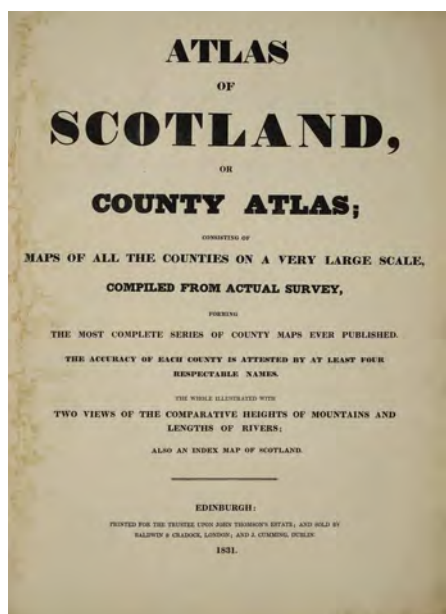 ATLAS
OF
SCOTLAND,
OR
COUNTY ATLAS;
CONSISTING OF
MAPS OF ALL THE COUNTIES ON A VERY LARGE SCALE,
COMPILED FROM ACTUAL SURVEY,
FORMING
THE MOST COMPLETE SERIES OF COUNTY MAPS EVER PUBLISHED.
THE ACCURACY OF EACH COUNTY IS ATTESTED BY AT LEAST FOUR
RESPECTABLE NAMES.
THE WHOLE ILLUSTRATED WITH
TWO VIEWS OF THE COMPARATIVE HEIGHTS OF MOUNTAINS AND
LENGTHS OF RIVERS;
ALSO AN INDEX MAP OF SCOTLAND.
EDINBURGH:
PRINTED FOR THE TRUSTEE UPON JOHN THOMSON'S ESTATE; AND SOLD BY
BALDWIN & CRADOCK, LONDON; AND J. CUMMING, DUBLIN.
1831.